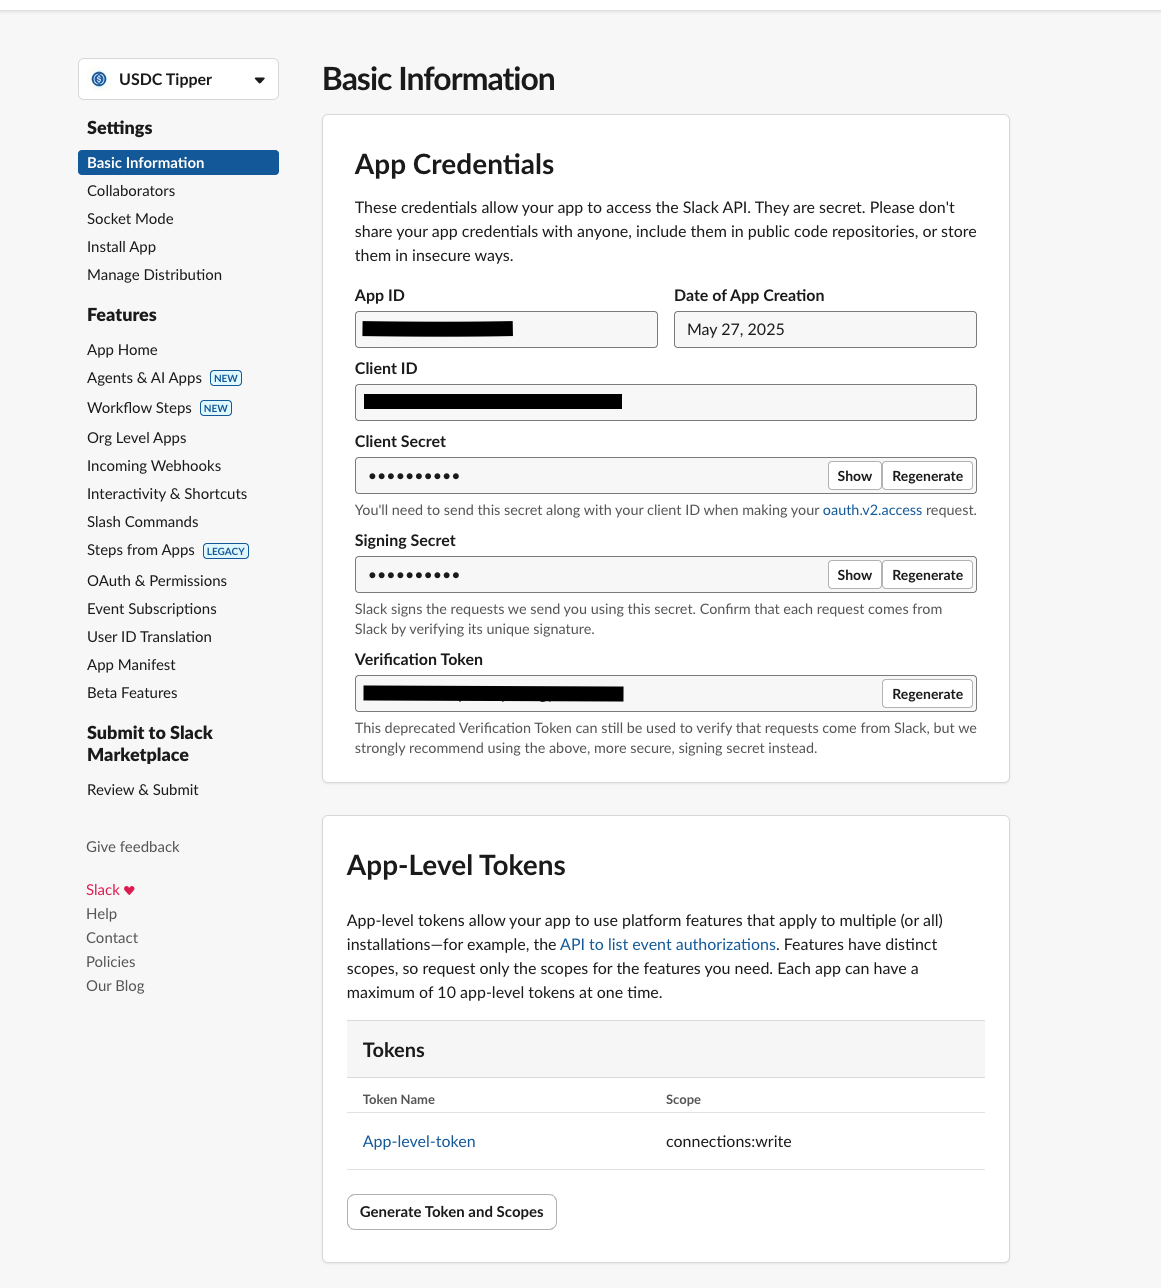 USDC Tipper
Settings
Basic Information
Collaborators
Socket Mode
Install App
Manage Distribution
Features
App Home
Agents & AI Apps NEW
Workflow Steps NEW
Org Level Apps
Incoming Webhooks
Interactivity & Shortcuts
Slash Commands
Steps from Apps LEGACY
OAuth & Permissions
Event Subscriptions
User ID Translation
App Manifest
Beta Features
Submit to Slack
Marketplace
Review & Submit
Give feedback
Slack ♥
Help
Contact
Policies
Our Blog
Basic Information
App Credentials
These credentials allow your app to access the Slack API. They are secret. Please don't
share your app credentials with anyone, include them in public code repositories, or store
them in insecure ways.
App ID
Date of App Creation
May 27, 2025
Client ID
Client Secret
•••••••••• Show Regenerate
You'll need to send this secret along with your client ID when making your oauth.v2.access request.
Signing Secret
•••••••••• Show Regenerate
Slack signs the requests we send you using this secret. Confirm that each request comes from
Slack by verifying its unique signature.
Verification Token
Regenerate
This deprecated Verification Token can still be used to verify that requests come from Slack, but we
strongly recommend using the above, more secure, signing secret instead.
App-Level Tokens
App-level tokens allow your app to use platform features that apply to multiple (or all)
installations—for example, the API to list event authorizations. Features have distinct
scopes, so request only the scopes for the features you need. Each app can have a
maximum of 10 app-level tokens at one time.
Tokens
Token Name Scope
App-level-token connections:write
Generate Token and Scopes